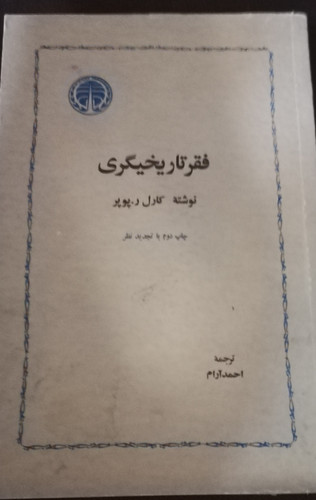 فقر تاریخیگری
نوشتهٔ کارل ر. پوپر
چاپ دوم با تجدید نظر
ترجمهٔ
احمد آرام